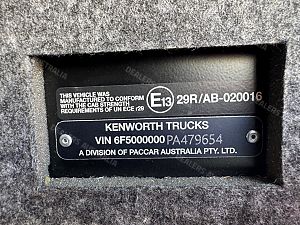 THIS VEHICLE WAS
MANUFACTURED TO CONFORM
WITH THE CAB STRENGTH
REQUIREMENTS OF UN ECE r29
E13 29R/AB-020016
KENWORTH TRUCKS
VIN 6F5000000PA479654
A DIVISION OF PACCAR AUSTRALIA PTY. LTD.